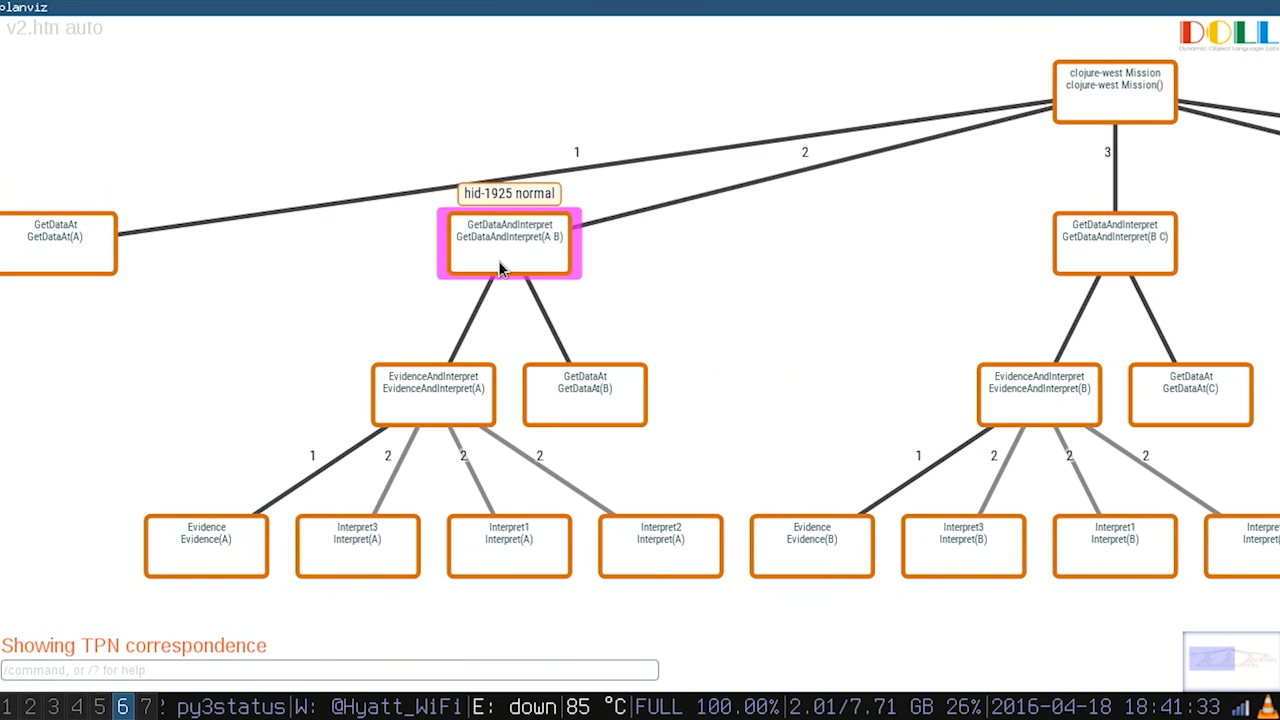 planviz
v2.htn auto
DOLL
clojure-west Mission
clojure-west Mission()
1
2
3
hid-1925 normal
GetDataAt
GetDataAt(A)
GetDataAndInterpret
GetDataAndInterpret(A B)
GetDataAndInterpret
GetDataAndInterpret(B C)
EvidenceAndInterpret
EvidenceAndInterpret(A)
GetDataAt
GetDataAt(B)
EvidenceAndInterpret
EvidenceAndInterpret(B)
GetDataAt
GetDataAt(C)
1
2
2
2
1
2
2
2
Evidence
Evidence(A)
Interpret3
Interpret(A)
Interpret1
Interpret(A)
Interpret2
Interpret(A)
Evidence
Evidence(B)
Interpret3
Interpret(B)
Interpret1
Interpret(B)
Showing TPN correspondence
/command, or /? for help
1 2 3 4 5 6 7 py3status|W: @Hyatt_WiFi|E: down|85 °C|FULL 100.00%|2.01/7.71 GB 26%|2016-04-18 18:41:33